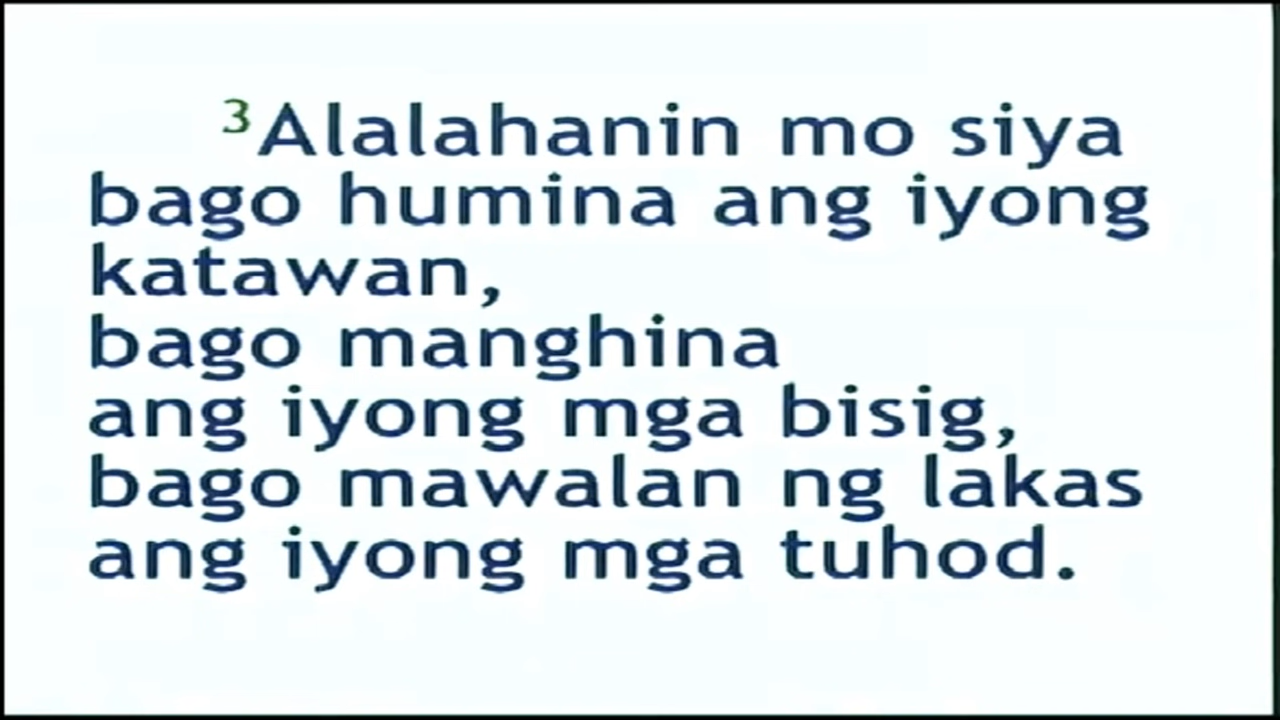 ³Alalahanin mo siya
bago humina ang iyong
katawan,
bago manghina
ang iyong mga bisig,
bago mawalan ng lakas
ang iyong mga tuhod.